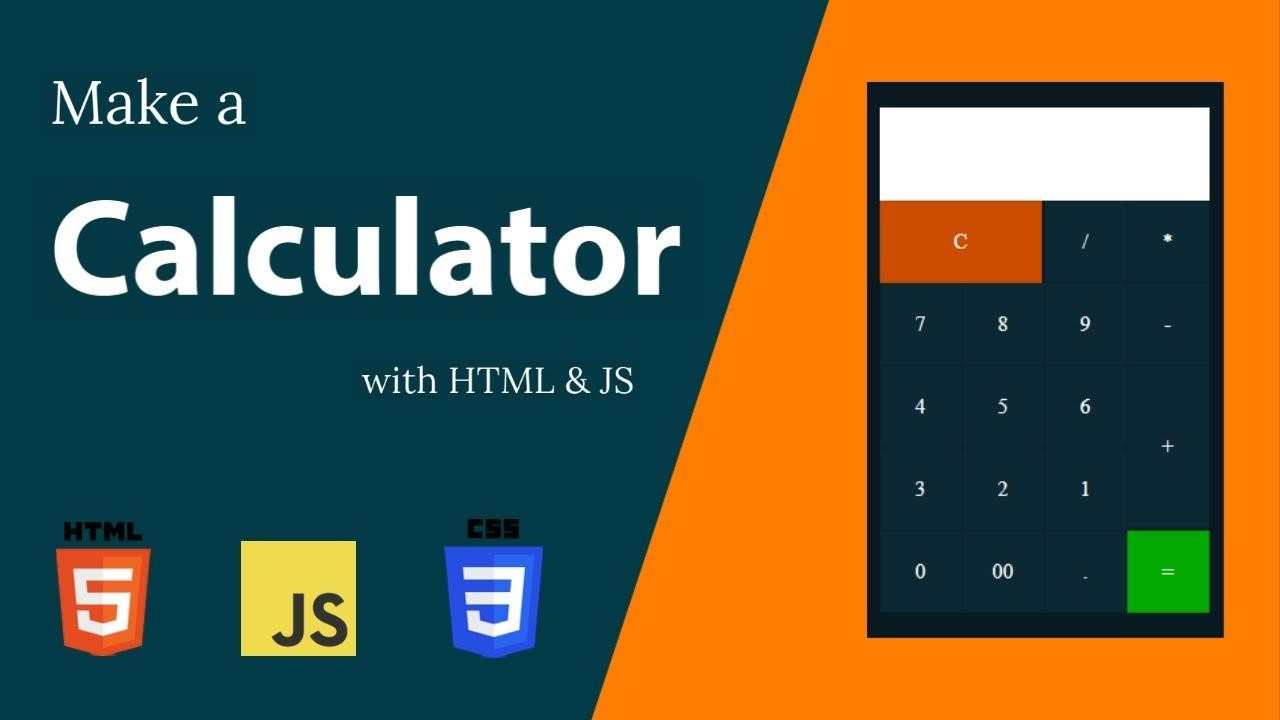 Make a
Calculator
with HTML & JS
HTML
5
JS
CSS
3
C / *
7 8 9 -
4 5 6
+
3 2 1
0 00 . =